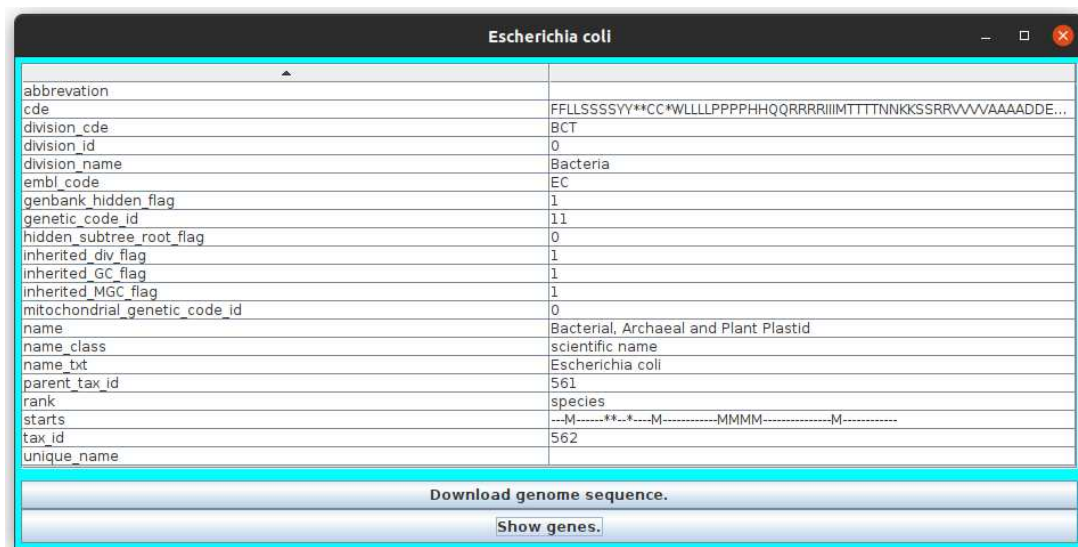 Escherichia coli
abbrevation
cde FFLLSSSSYY**CC*WLLLLPPPPHHQQRRRRIIIMTTTTNNKKSSRRVVVVAAAADDE...
division_cde BCT
division_id 0
division_name Bacteria
embl_code EC
genbank_hidden_flag 1
genetic_code_id 11
hidden_subtree_root_flag 0
inherited_div_flag 1
inherited_GC_flag 1
inherited_MGC_flag 1
mitochondrial_genetic_code_id 0
name Bacterial, Archaeal and Plant Plastid
name_class scientific name
name_txt Escherichia coli
parent_tax_id 561
rank species
starts ---M------**--*----M------------MMMM---------------M------------
tax_id 562
unique_name
Download genome sequence.
Show genes.